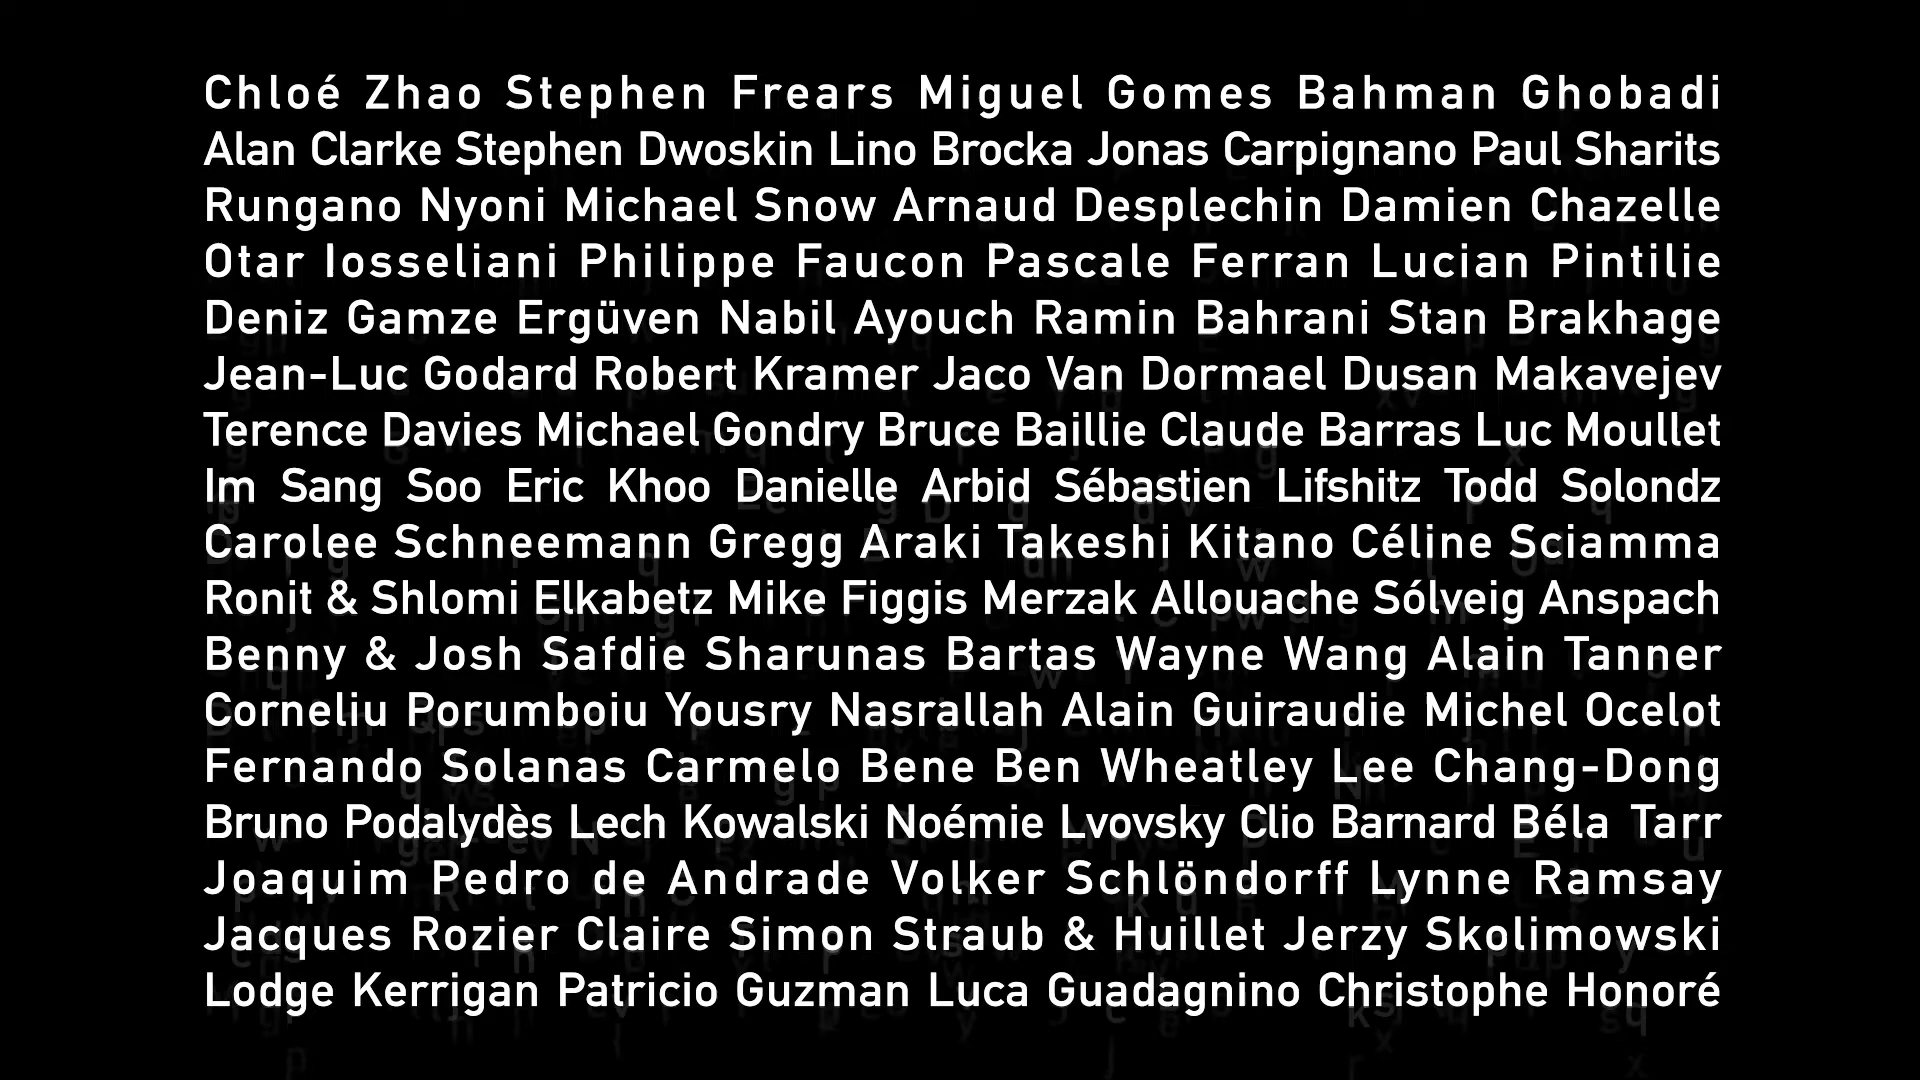 Chloé Zhao Stephen Frears Miguel Gomes Bahman Ghobadi
Alan Clarke Stephen Dwoskin Lino Brocka Jonas Carpignano Paul Sharits
Rungano Nyoni Michael Snow Arnaud Desplechin Damien Chazelle
Otar Iosseliani Philippe Faucon Pascale Ferran Lucian Pintilie
Deniz Gamze Ergüven Nabil Ayouch Ramin Bahrani Stan Brakhage
Jean-Luc Godard Robert Kramer Jaco Van Dormael Dusan Makavejev
Terence Davies Michael Gondry Bruce Baillie Claude Barras Luc Moullet
Im Sang Soo Eric Khoo Danielle Arbid Sébastien Lifshitz Todd Solondz
Carolee Schneemann Gregg Araki Takeshi Kitano Céline Sciamma
Ronit & Shlomi Elkabetz Mike Figgis Merzak Allouache Sólveig Anspach
Benny & Josh Safdie Sharunas Bartas Wayne Wang Alain Tanner
Corneliu Porumboiu Yousry Nasrallah Alain Guiraudie Michel Ocelot
Fernando Solanas Carmelo Bene Ben Wheatley Lee Chang-Dong
Bruno Podalydès Lech Kowalski Noémie Lvovsky Clio Barnard Béla Tarr
Joaquim Pedro de Andrade Volker Schlöndorff Lynne Ramsay
Jacques Rozier Claire Simon Straub & Huillet Jerzy Skolimowski
Lodge Kerrigan Patricio Guzman Luca Guadagnino Christophe Honoré